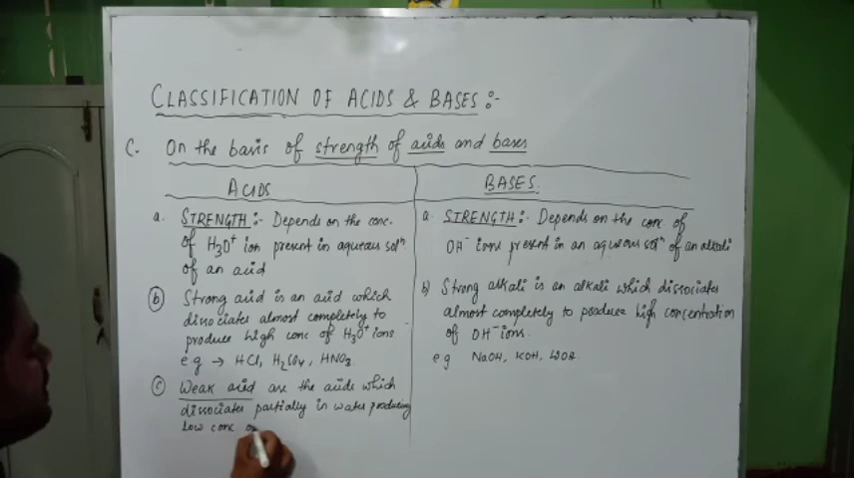 CLASSIFICATION OF ACIDS & BASES :-
C. On the basis of strength of acids and bases
ACIDS
a. STRENGTH :- Depends on the conc.
of H3O+ ion present in aqueous solⁿ
of an acid
(b) Strong acid is an acid which
dissociates almost completely to
produce high conc of H3O+ ions
eg → HCl, H2SO4, HNO3
(c) Weak acid are the acids which
dissociates partially in water producing
low conc
BASES
a. STRENGTH :- Depends on the conc of
OH⁻ ions present in an aqueous solⁿ of an alkali
b) Strong alkali is an alkali which dissociates
almost completely to produce high concentration
of OH⁻ ions.
eg NaOH, KOH,